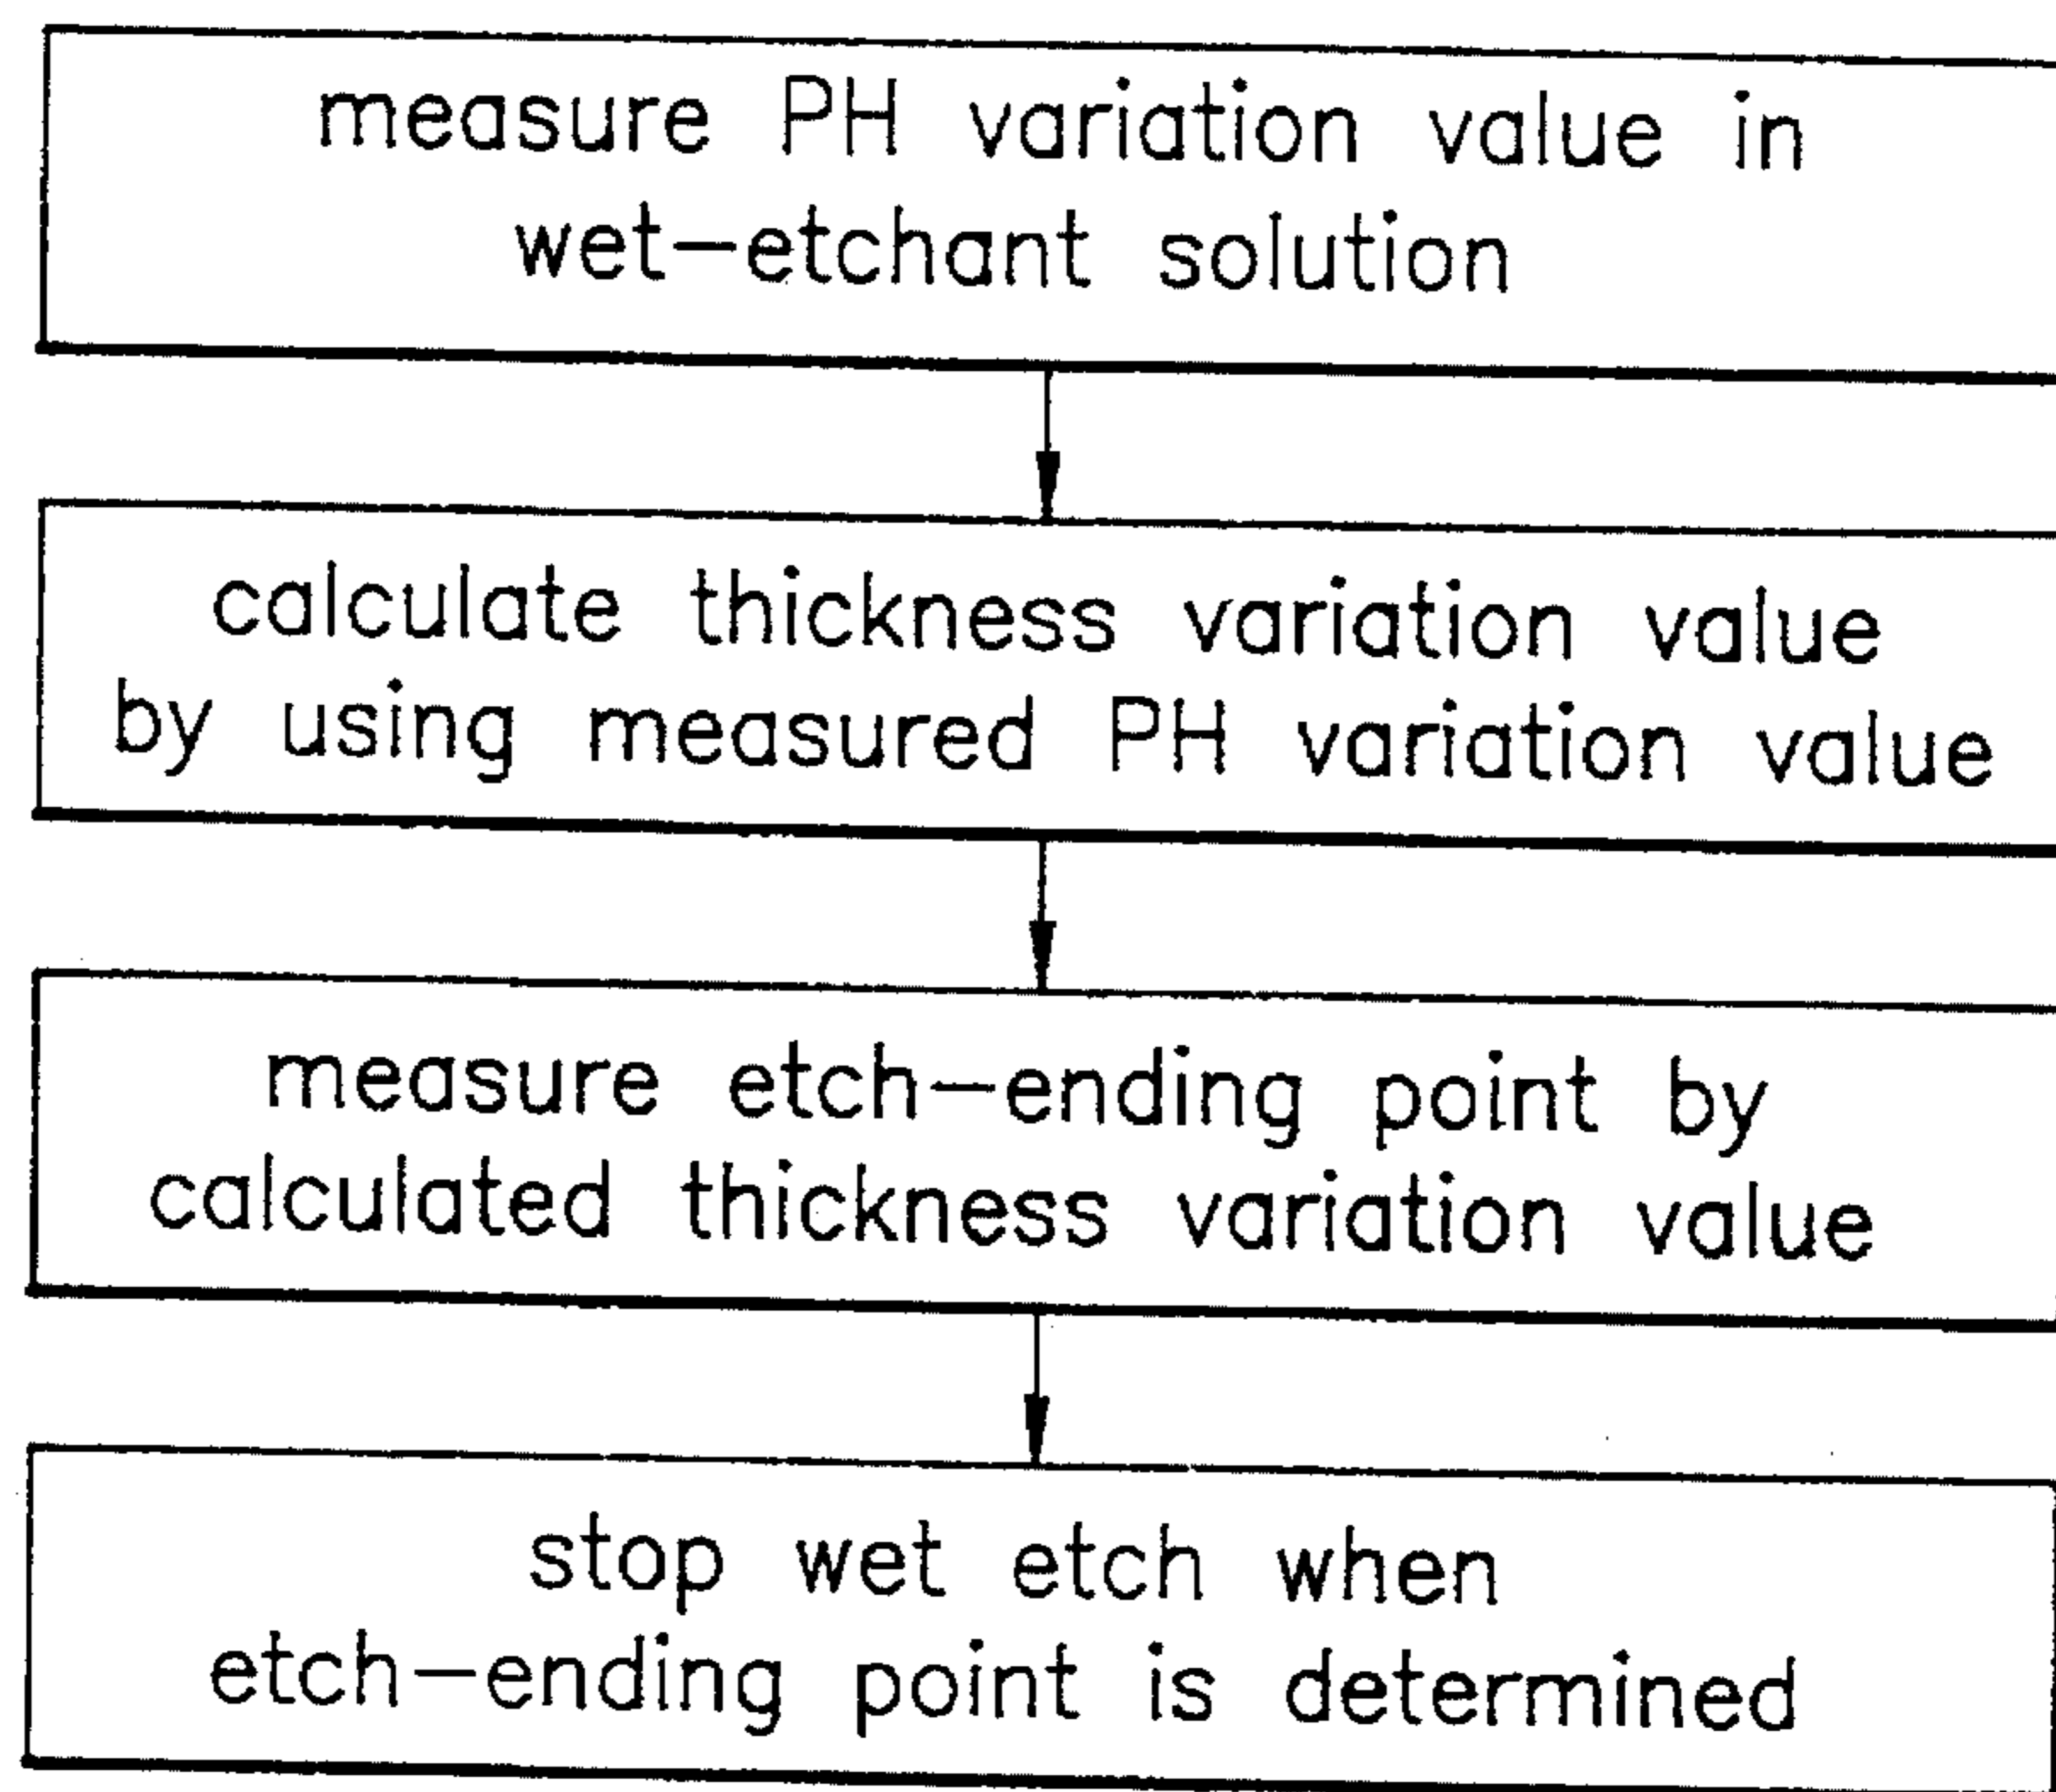 measure PH variation value in
wet-etchant solution
calculate thickness variation value
by using measured PH variation value
measure etch-ending point by
calculated thickness variation value
stop wet etch when
etch-ending point is determined